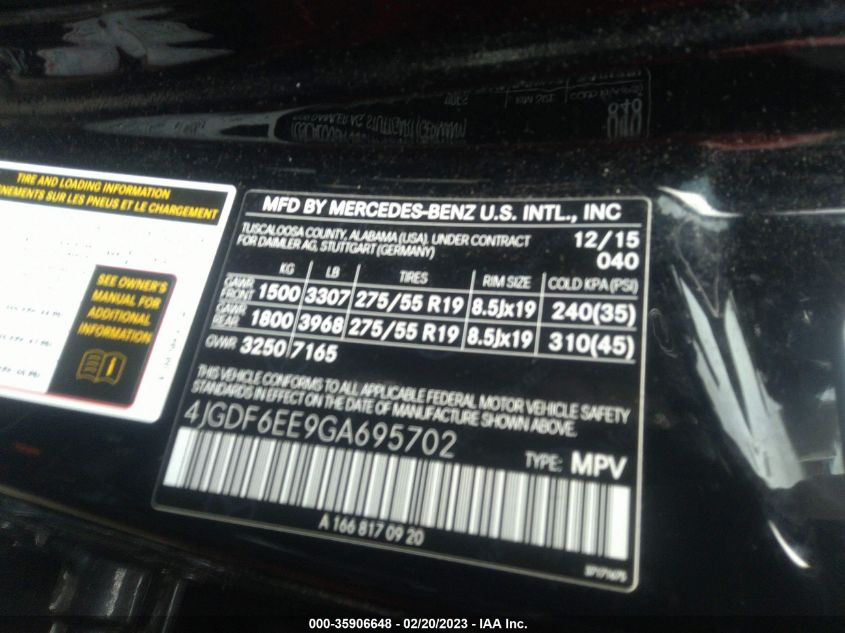 TIRE AND LOADING INFORMATION
SUR LES PNEUS ET LE CHARGEMENT
SEE OWNER'S
MANUAL FOR
ADDITIONAL
INFORMATION
MFD BY MERCEDES-BENZ U.S. INTL., INC
TUSCALOOSA COUNTY, ALABAMA (USA), UNDER CONTRACT
FOR DAIMLER AG, STUTTGART (GERMANY)
12/15
040
KG LB TIRES RIM SIZE COLD KPA (PSI)
GAWR FRONT 1500 3307 275/55 R19 8.5Jx19 240(35)
GAWR REAR 1800 3968 275/55 R19 8.5Jx19 310(45)
GVWR 3250 7165
THIS VEHICLE CONFORMS TO ALL APPLICABLE FEDERAL MOTOR VEHICLE SAFETY
STANDARDS IN EFFECT ON THE DATE OF MANUFACTURE SHOWN ABOVE.
4JGDF6EE9GA695702
TYPE: MPV
A 166 817 09 20
000-35906648 - 02/20/2023 - IAA Inc.